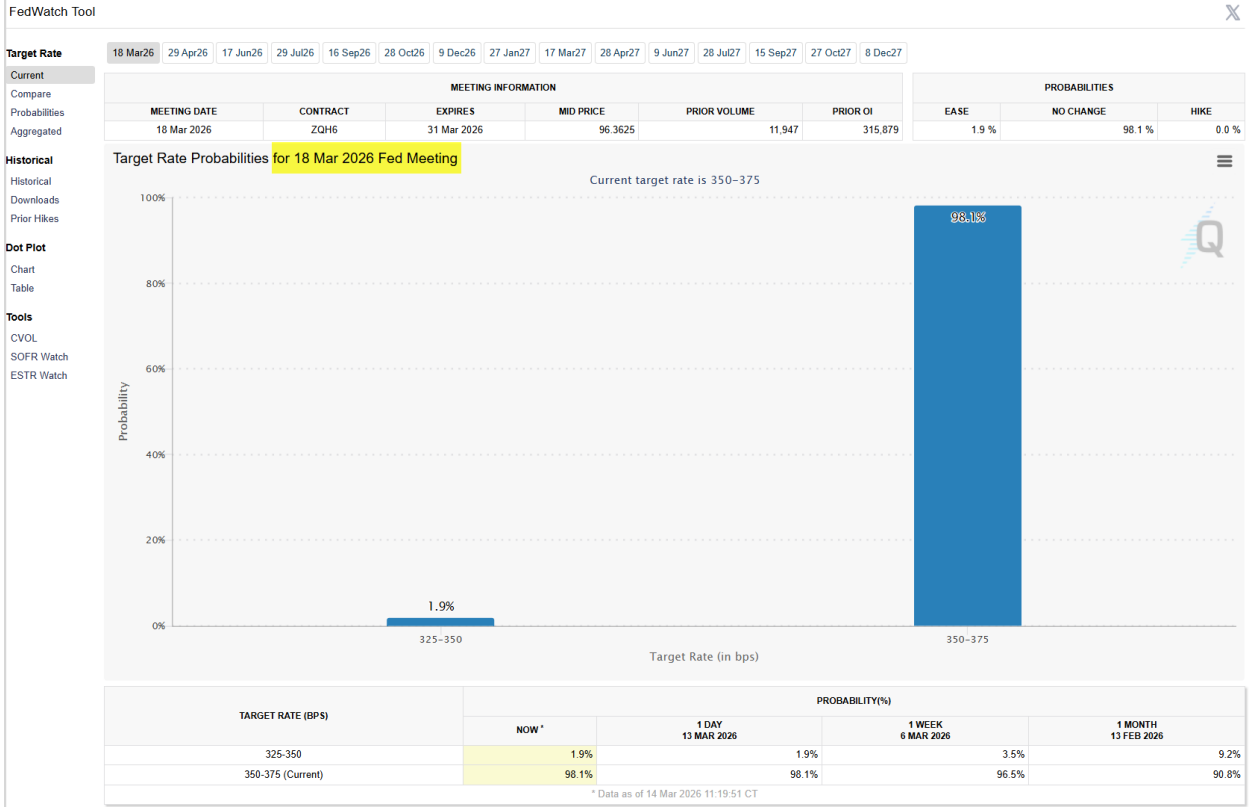 FedWatch Tool
Target Rate
Current
Compare
Probabilities
Aggregated
Historical
Historical
Downloads
Prior Hikes
Dot Plot
Chart
Table
Tools
CVOL
SOFR Watch
ESTR Watch
18 Mar26 29 Apr26 17 Jun26 29 Jul26 16 Sep26 28 Oct26 9 Dec26 27 Jan27 17 Mar27 28 Apr27 9 Jun27 28 Jul27 15 Sep27 27 Oct27 8 Dec27
MEETING INFORMATION
MEETING DATE CONTRACT EXPIRES MID PRICE PRIOR VOLUME PRIOR OI
18 Mar 2026 ZQH6 31 Mar 2026 96.3625 11,947 315,879
PROBABILITIES
EASE NO CHANGE HIKE
1.9 % 98.1 % 0.0 %
Target Rate Probabilities for 18 Mar 2026 Fed Meeting
Current target rate is 350-375
100%
80%
60%
40%
20%
0%
Probability
98.1%
1.9%
Q
325-350 350-375
Target Rate (in bps)
TARGET RATE (BPS) PROBABILITY(%)
NOW * 1 DAY 1 WEEK 1 MONTH
13 MAR 2026 6 MAR 2026 13 FEB 2026
325-350 1.9% 1.9% 3.5% 9.2%
350-375 (Current) 98.1% 98.1% 96.5% 90.8%
* Data as of 14 Mar 2026 11:19:51 CT